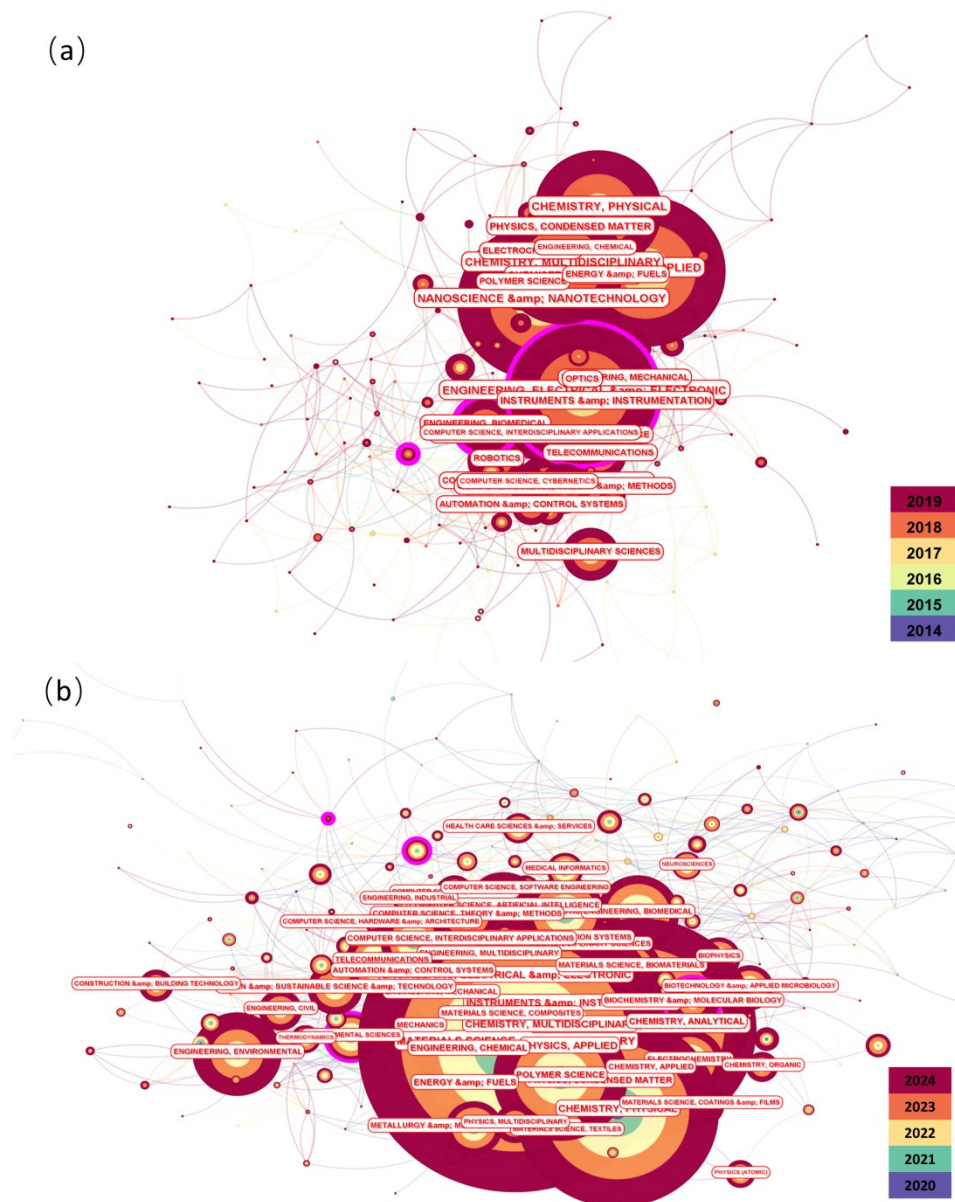 (a)
CHEMISTRY, PHYSICAL
PHYSICS, CONDENSED MATTER
ENGINEERING, CHEMICAL
CHEMISTRY, MULTIDISCIPLINARY
ENERGY &amp; FUELS
POLYMER SCIENCE
NANOSCIENCE &amp; NANOTECHNOLOGY
OPTICS
ENGINEERING, ELECTRICAL &amp; ELECTRONIC
INSTRUMENTS &amp; INSTRUMENTATION
ENGINEERING, BIOMEDICAL
COMPUTER SCIENCE, INTERDISCIPLINARY APPLICATIONS
ROBOTICS
TELECOMMUNICATIONS
COMPUTER SCIENCE, CYBERNETICS
&amp; METHODS
AUTOMATION &amp; CONTROL SYSTEMS
MULTIDISCIPLINARY SCIENCES
2019
2018
2017
2016
2015
2014
(b)
HEALTH CARE SCIENCES &amp; SERVICES
MEDICAL INFORMATICS
NEUROSCIENCES
COMPUTER SCIENCE, SOFTWARE ENGINEERING
ENGINEERING, INDUSTRIAL
SCIENCE, ARTIFICIAL INTELLIGENCE
COMPUTER SCIENCE, THEORY &amp; METHODS
ENGINEERING, BIOMEDICAL
COMPUTER SCIENCE, HARDWARE &amp; ARCHITECTURE
COMPUTER SCIENCE, INTERDISCIPLINARY APPLICATIONS
ENGINEERING, MULTIDISCIPLINARY
BIOPHYSICS
TELECOMMUNICATIONS
MATERIALS SCIENCE, BIOMATERIALS
AUTOMATION &amp; CONTROL SYSTEMS
CONSTRUCTION &amp; BUILDING TECHNOLOGY
&amp; SUSTAINABLE SCIENCE &amp; TECHNOLOGY
BIOTECHNOLOGY &amp; APPLIED MICROBIOLOGY
BIOCHEMISTRY &amp; MOLECULAR BIOLOGY
ENGINEERING, CIVIL
MATERIALS SCIENCE, COMPOSITES
MECHANICS
CHEMISTRY, MULTIDISCIPLINAR
CHEMISTRY, ANALYTICAL
THERMODYNAMICS
ENGINEERING, ENVIRONMENTAL
ENGINEERING, CHEMICAL
PHYSICS, APPLIED
CHEMISTRY, APPLIED
CHEMISTRY, ORGANIC
POLYMER SCIENCE
ENERGY &amp; FUELS
MATERIALS SCIENCE, COATINGS &amp; FILMS
CHEMISTRY, PHYSICAL
METALLURGY &amp;
PHYSICS, MULTIDISCIPLINARY
MATERIALS SCIENCE, TEXTILES
PHYSICS (ATOMIC)
2024
2023
2022
2021
2020